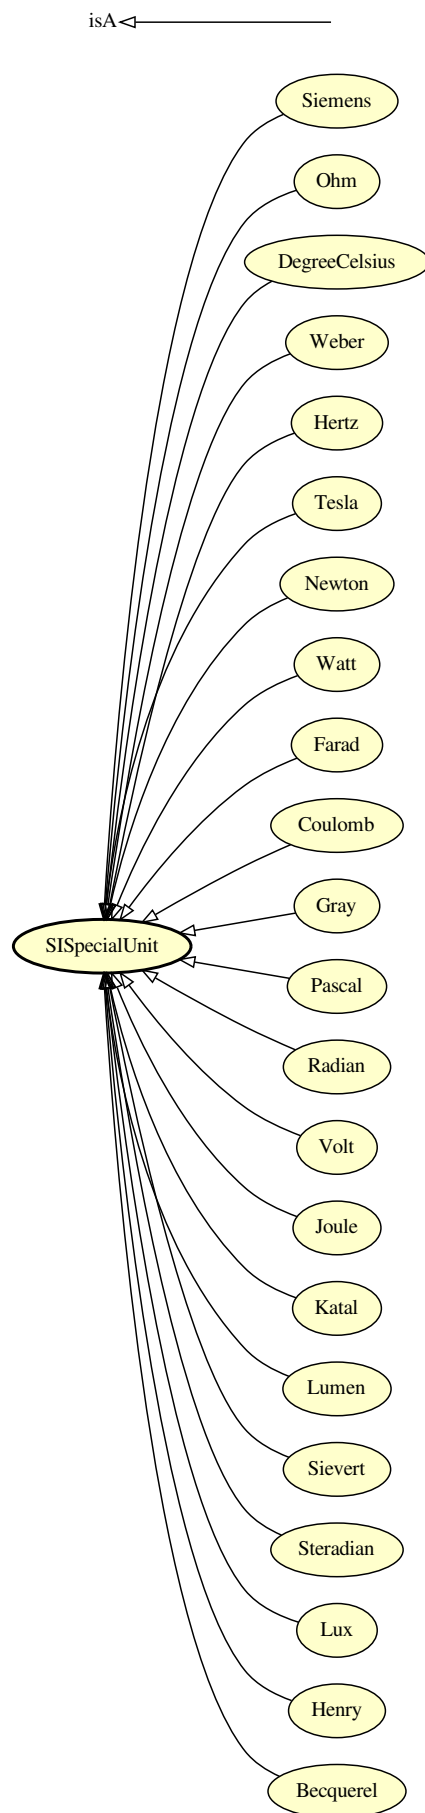 isA
Siemens
Ohm
DegreeCelsius
Weber
Hertz
Tesla
Newton
Watt
Farad
Coulomb
Gray
SISpecialUnit
Pascal
Radian
Volt
Joule
Katal
Lumen
Sievert
Steradian
Lux
Henry
Becquerel